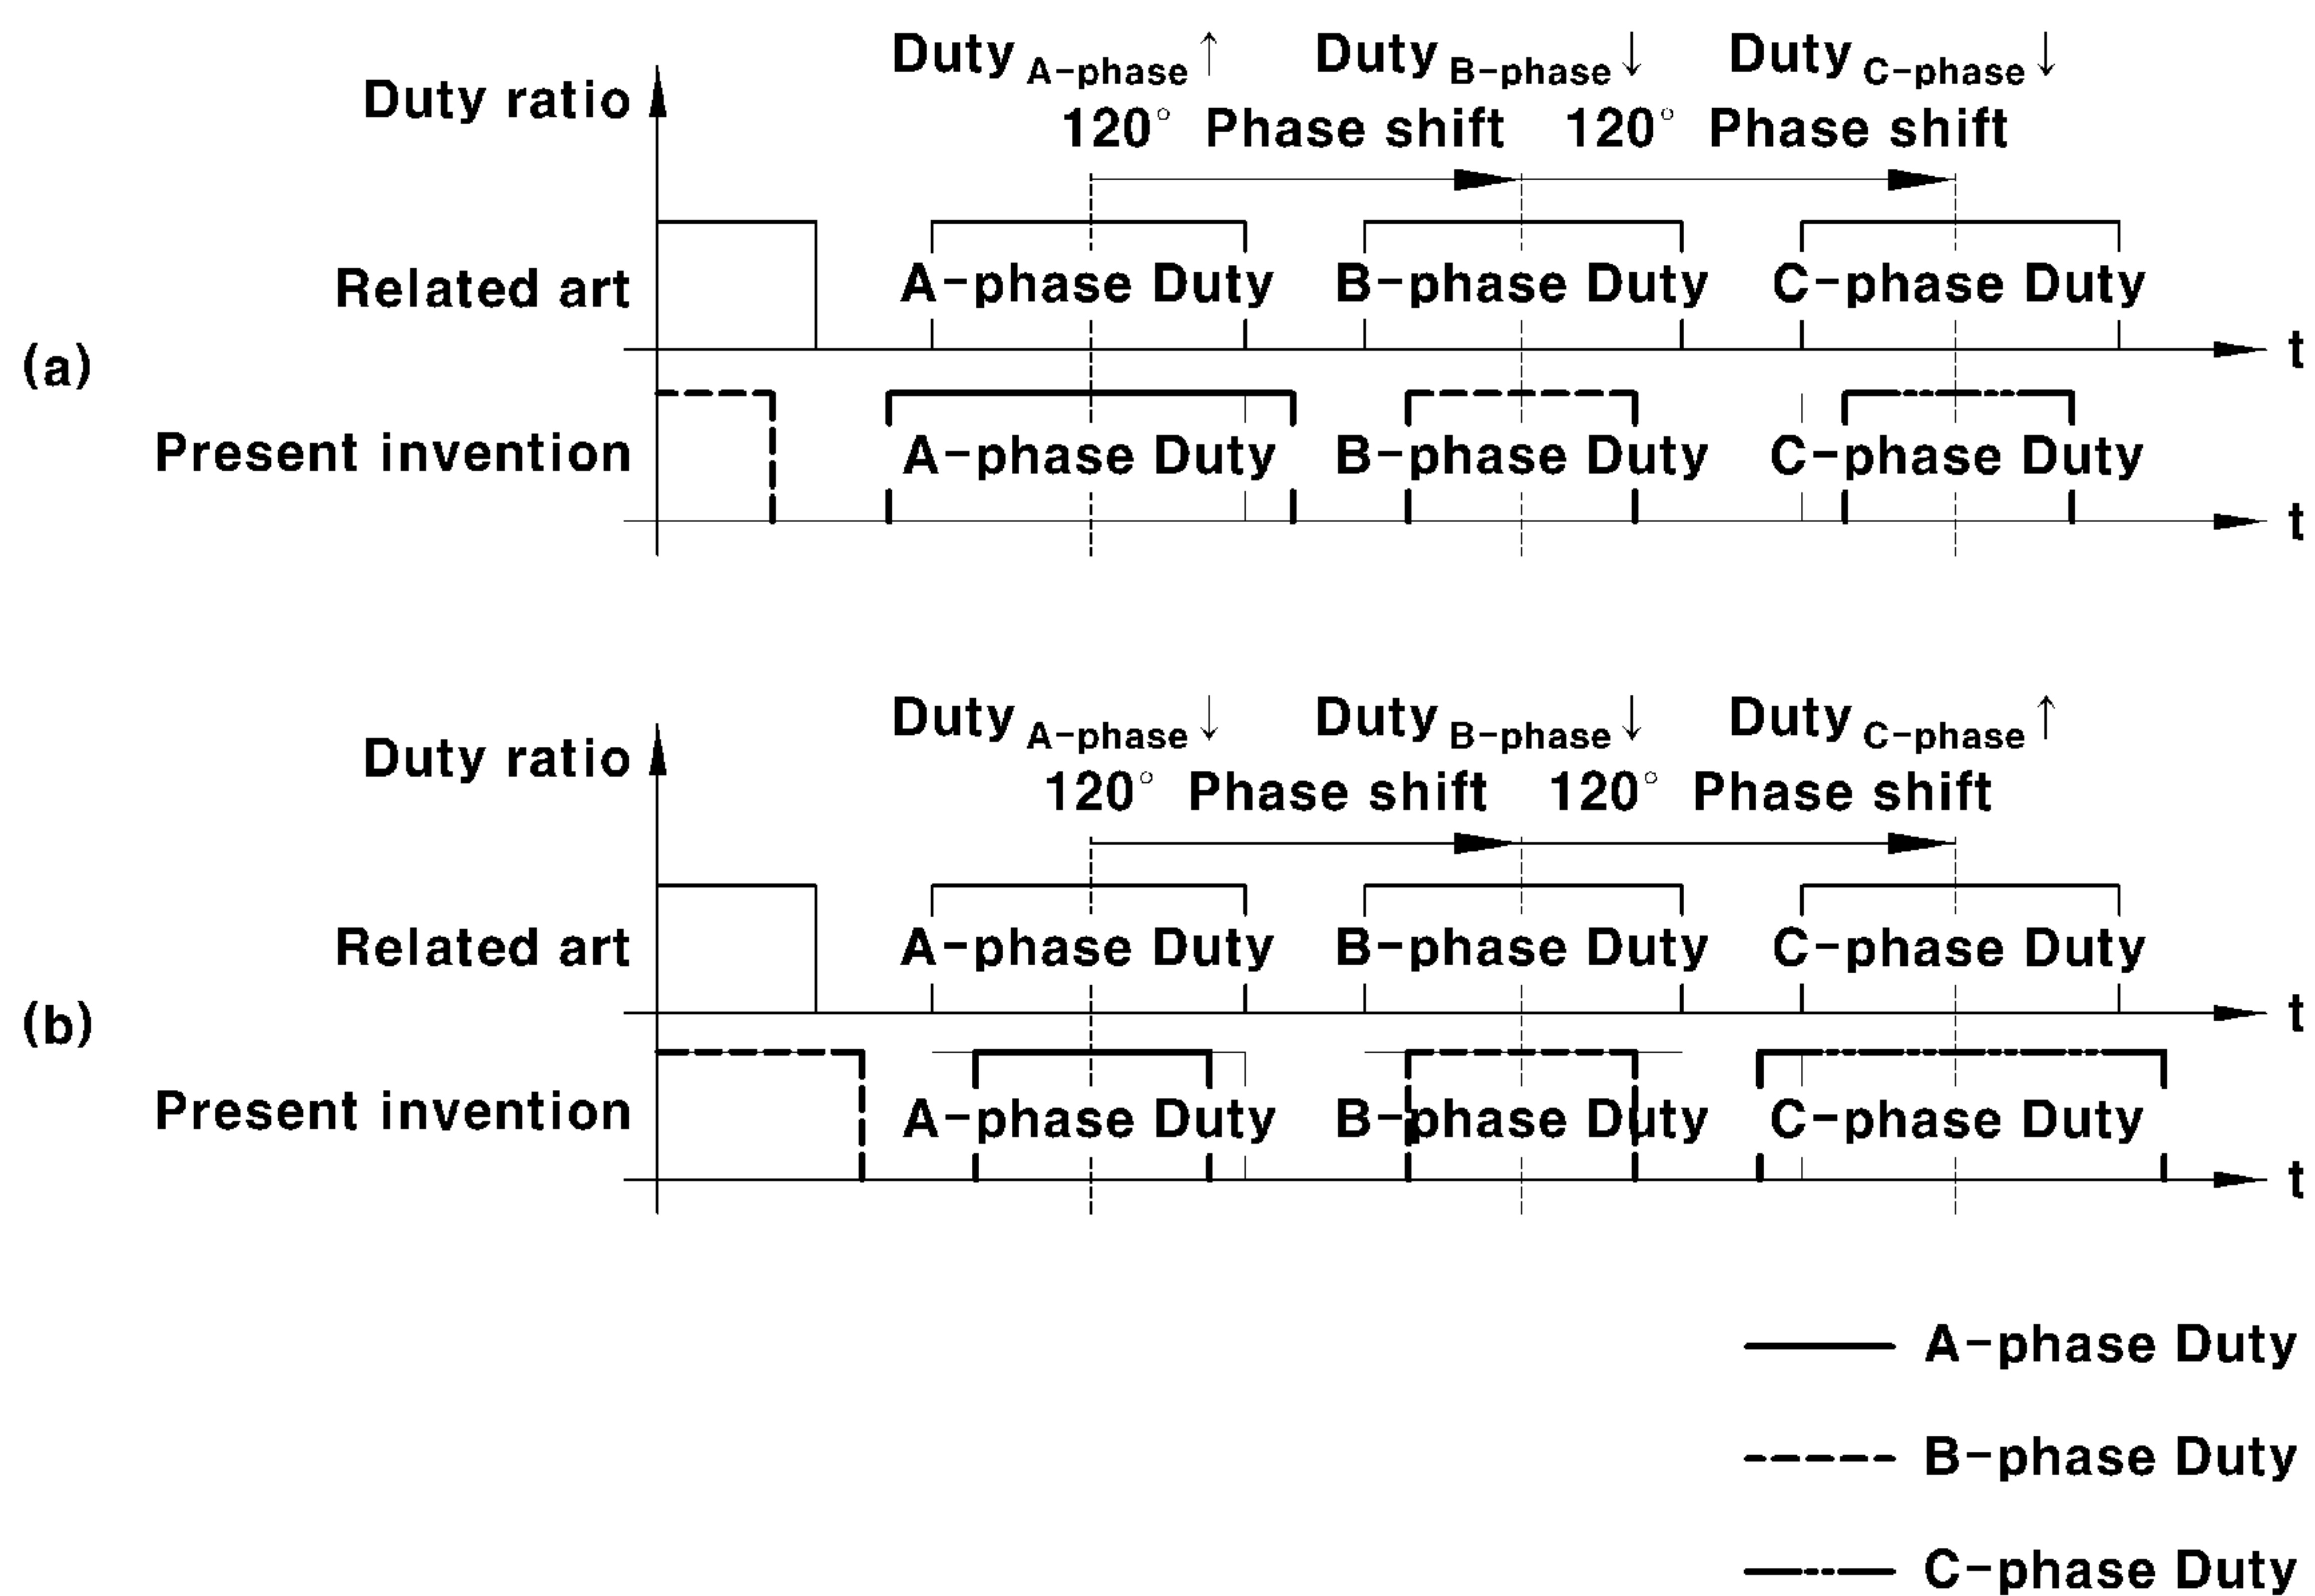 Duty A-phase ↑ Duty B-phase ↓ Duty C-phase ↓
Duty ratio
120° Phase shift 120° Phase shift
Related art A-phase Duty B-phase Duty C-phase Duty
t
(a)
Present invention A-phase Duty B-phase Duty C-phase Duty
t
Duty A-phase ↓ Duty B-phase ↓ Duty C-phase ↑
Duty ratio
120° Phase shift 120° Phase shift
Related art A-phase Duty B-phase Duty C-phase Duty
t
(b)
Present invention A-phase Duty B-phase Duty C-phase Duty
t
A-phase Duty
B-phase Duty
C-phase Duty